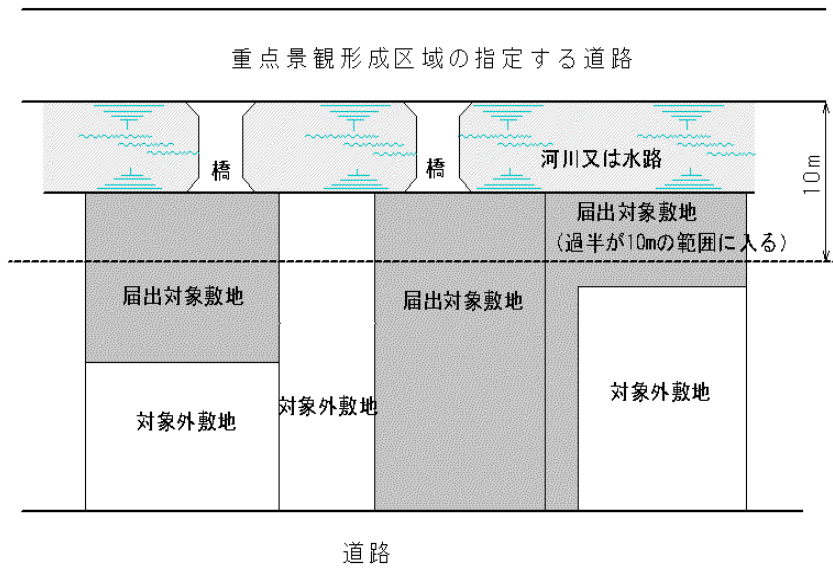 重点景観形成区域の指定する道路
橋
橋
河川又は水路
10m
届出対象敷地
(過半が10mの範囲に入る)
届出対象敷地
届出対象敷地
対象外敷地
対象外敷地
対象外敷地
道路